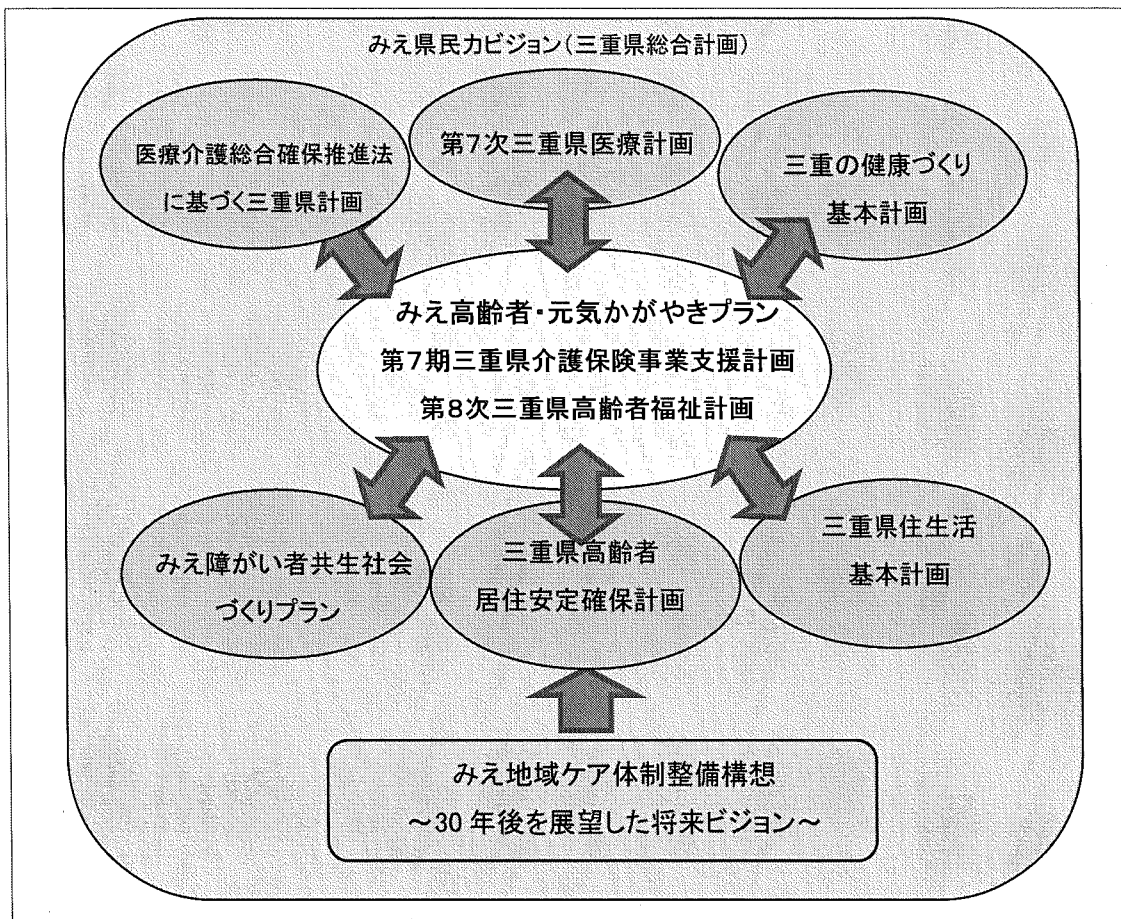 みえ県民力ビジョン(三重県総合計画)
医療介護総合確保推進法
に基づく三重県計画
第7次三重県医療計画
三重の健康づくり
基本計画
みえ高齢者・元気かがやきプラン
第7期三重県介護保険事業支援計画
第8次三重県高齢者福祉計画
みえ障がい者共生社会
づくりプラン
三重県高齢者
居住安定確保計画
三重県住生活
基本計画
みえ地域ケア体制整備構想
～30年後を展望した将来ビジョン～